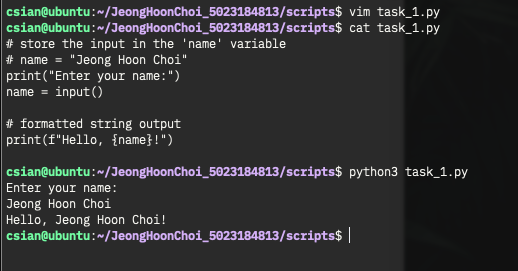 csian@ubuntu:~/JeongHoonChoi_5023184813/scripts$ vim task_1.py
csian@ubuntu:~/JeongHoonChoi_5023184813/scripts$ cat task_1.py
# store the input in the 'name' variable
# name = "Jeong Hoon Choi"
print("Enter your name:")
name = input()
# formatted string output
print(f"Hello, {name}!")
csian@ubuntu:~/JeongHoonChoi_5023184813/scripts$ python3 task_1.py
Enter your name:
Jeong Hoon Choi
Hello, Jeong Hoon Choi!
csian@ubuntu:~/JeongHoonChoi_5023184813/scripts$